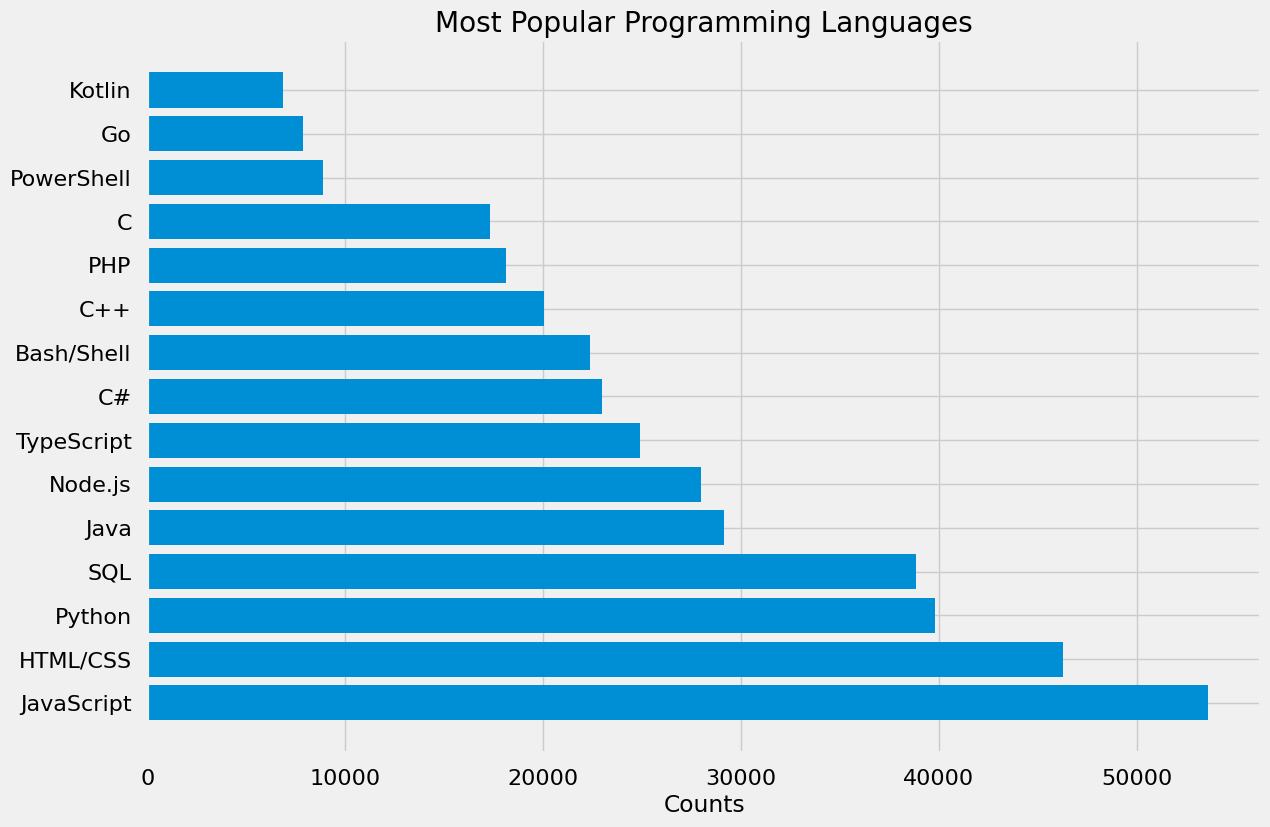 Most Popular Programming Languages
Kotlin
Go
PowerShell
C
PHP
C++
Bash/Shell
C#
TypeScript
Node.js
Java
SQL
Python
HTML/CSS
JavaScript
0 10000 20000 30000 40000 50000
Counts